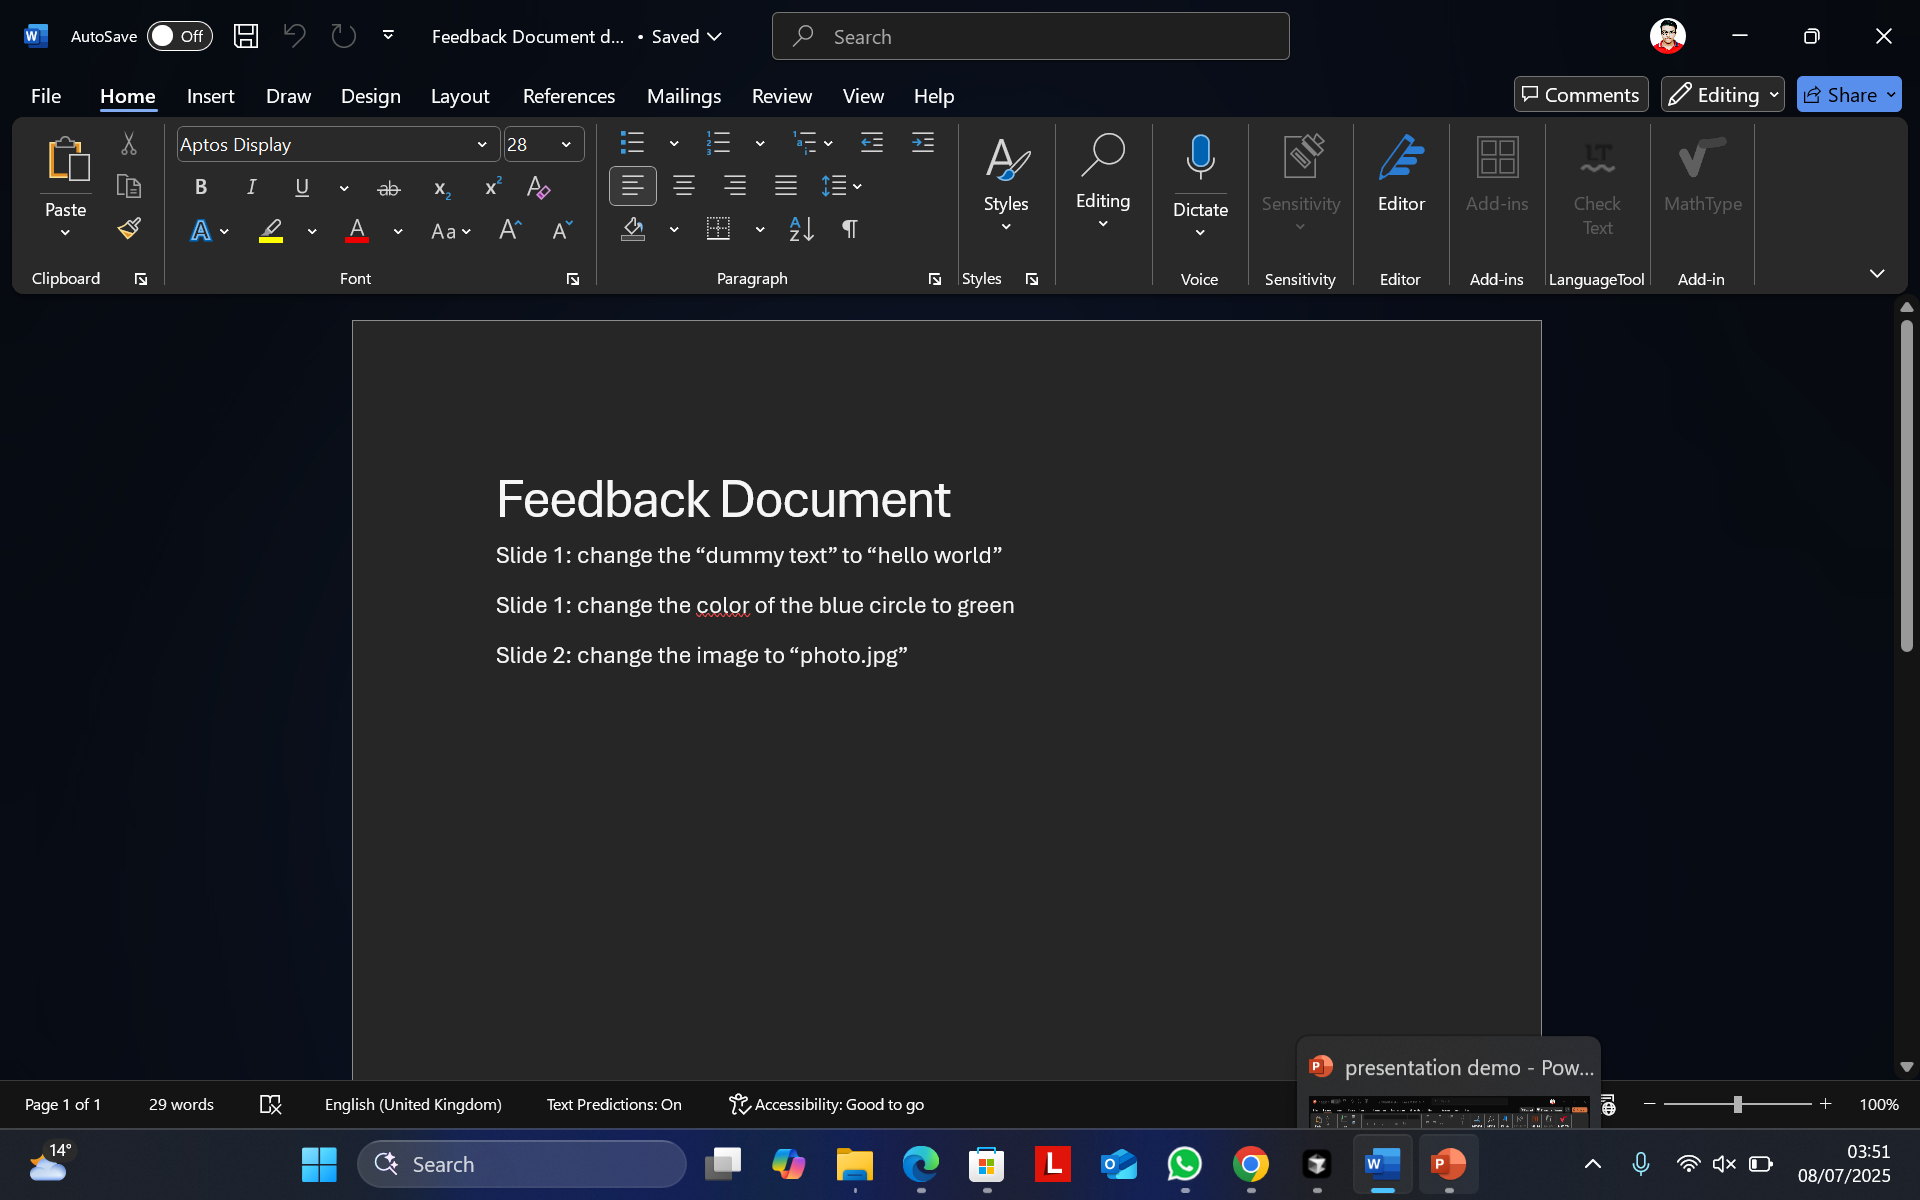 AutoSave Off Feedback Document d... • Saved Search
File Home Insert Draw Design Layout References Mailings Review View Help Comments Editing Share
Paste Aptos Display 28 Styles Editing Dictate Sensitivity Editor Add-ins Check Text MathType
Clipboard Font Paragraph Styles Voice Sensitivity Editor Add-ins LanguageTool Add-in
Feedback Document
Slide 1: change the “dummy text” to “hello world”
Slide 1: change the color of the blue circle to green
Slide 2: change the image to “photo.jpg”
presentation demo - Pow...
Page 1 of 1 29 words English (United Kingdom) Text Predictions: On Accessibility: Good to go 100%
14° Search 03:51
08/07/2025